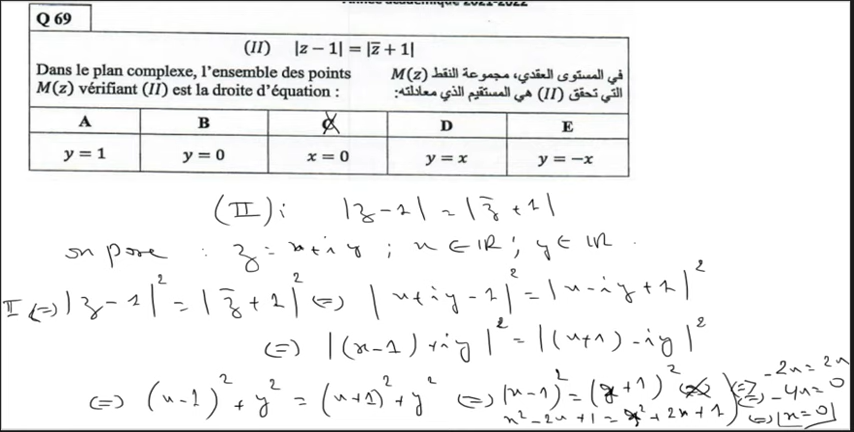 Année académique 2021-2022
Q 69
(II) |z − 1| = |z̅ + 1|
Dans le plan complexe, l'ensemble des points
M(z) vérifiant (II) est la droite d'équation :
في المستوى العقدي، مجموعة النقط M(z)
التي تحقق (II) هي المستقيم الذي معادلته:
A B C D E
y = 1 y = 0 x = 0 y = x y = −x
(II): |z − 1| = |z̅ + 1|
on pose : z = x + iy ; x ∈ IR ; y ∈ IR .
II (=) |z − 1|² = |z̅ + 1|² (=) |x + iy − 1|² = |x − iy + 1|²
(=) |(x − 1) + iy|² = |(x + 1) − iy|²
(=) (x − 1)² + y² = (x + 1)² + y² (=) (x − 1)² = (x + 1)²
x² − 2x + 1 = x² + 2x + 1
(=) −2x = 2x
(=) −4x = 0
(=) x = 0